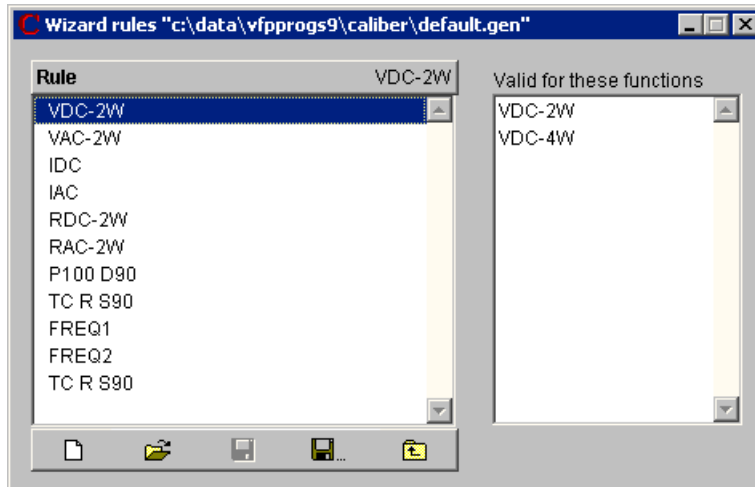 Wizard rules "c:\data\vfpprogs9\caliber\default.gen"
Rule VDC-2W
VDC-2W
VAC-2W
IDC
IAC
RDC-2W
RAC-2W
P100 D90
TC R S90
FREQ1
FREQ2
TC R S90
...
Valid for these functions
VDC-2W
VDC-4W